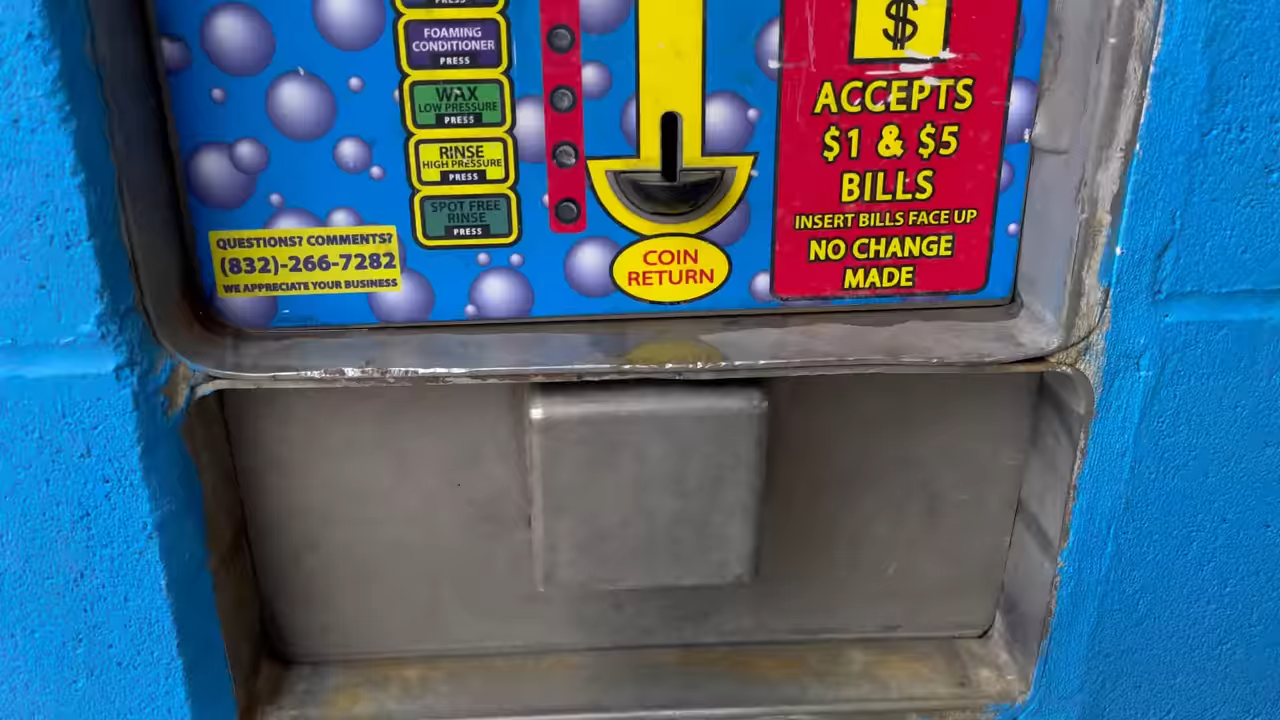 PRESS
FOAMING
CONDITIONER
PRESS
WAX
LOW PRESSURE
PRESS
RINSE
HIGH PRESSURE
PRESS
SPOT FREE
RINSE
PRESS
QUESTIONS? COMMENTS?
(832)-266-7282
WE APPRECIATE YOUR BUSINESS
COIN
RETURN
$
ACCEPTS
$1 & $5
BILLS
INSERT BILLS FACE UP
NO CHANGE
MADE